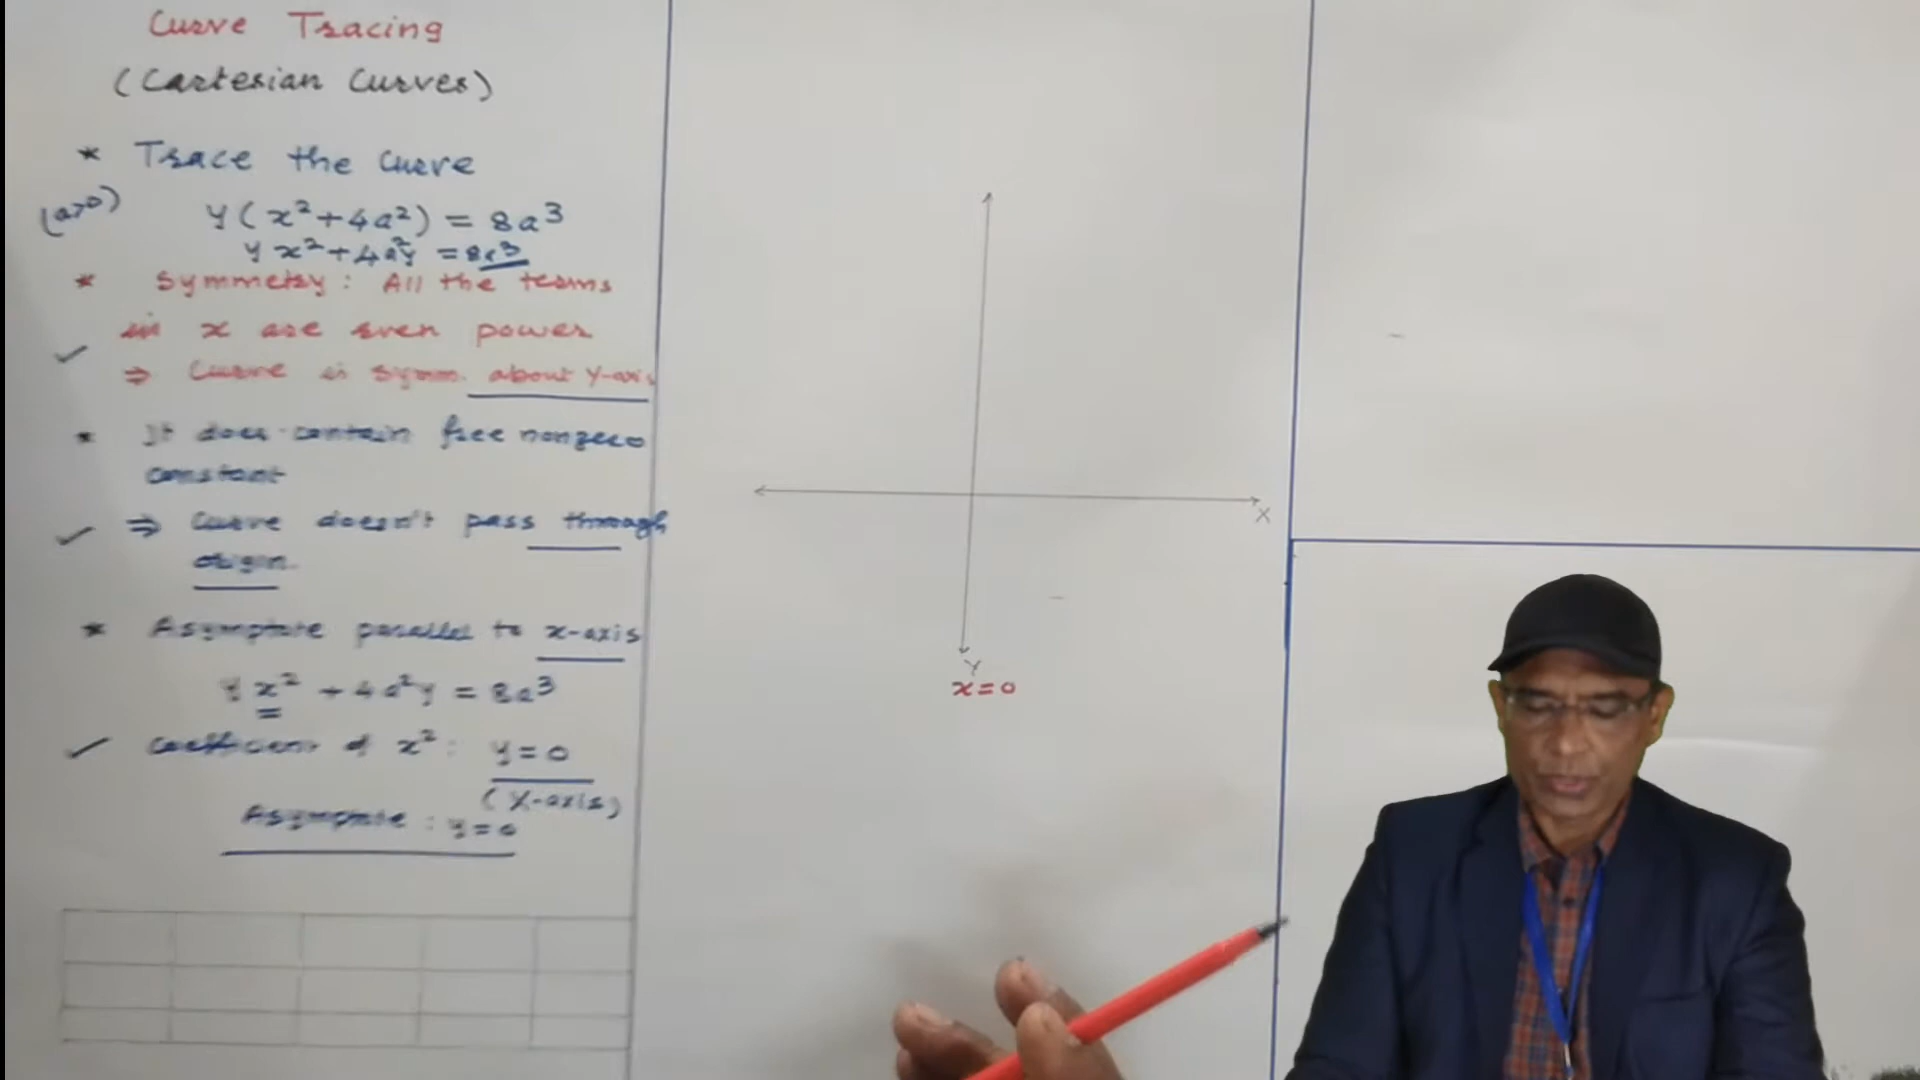 Curve Tracing
(Cartesian Curves)
* Trace the curve
(a>0)
y(x²+4a²) = 8a³
yx²+4a²y = 8a³
* Symmetry: All the terms
in x are even power
✓ ⇒ Curve is symm. about Y-axis
* It does contain free nonzero
constant
✓ ⇒ Curve doesn't pass through
origin.
* Asymptote parallel to x-axis
yx² + 4a²y = 8a³
✓ coefficient of x²: y=0
(X-axis)
Asymptote : y=0
X
Y
x=0